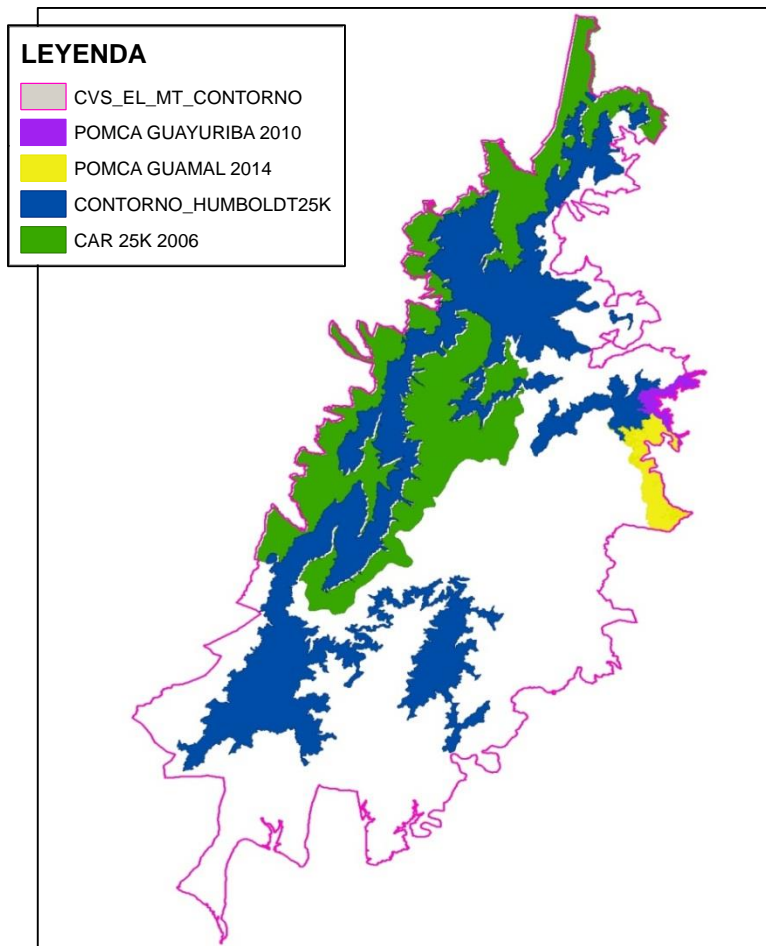 LEYENDA
CVS_EL_MT_CONTORNO
POMCA GUAYURIBA 2010
POMCA GUAMAL 2014
CONTORNO_HUMBOLDT25K
CAR 25K 2006